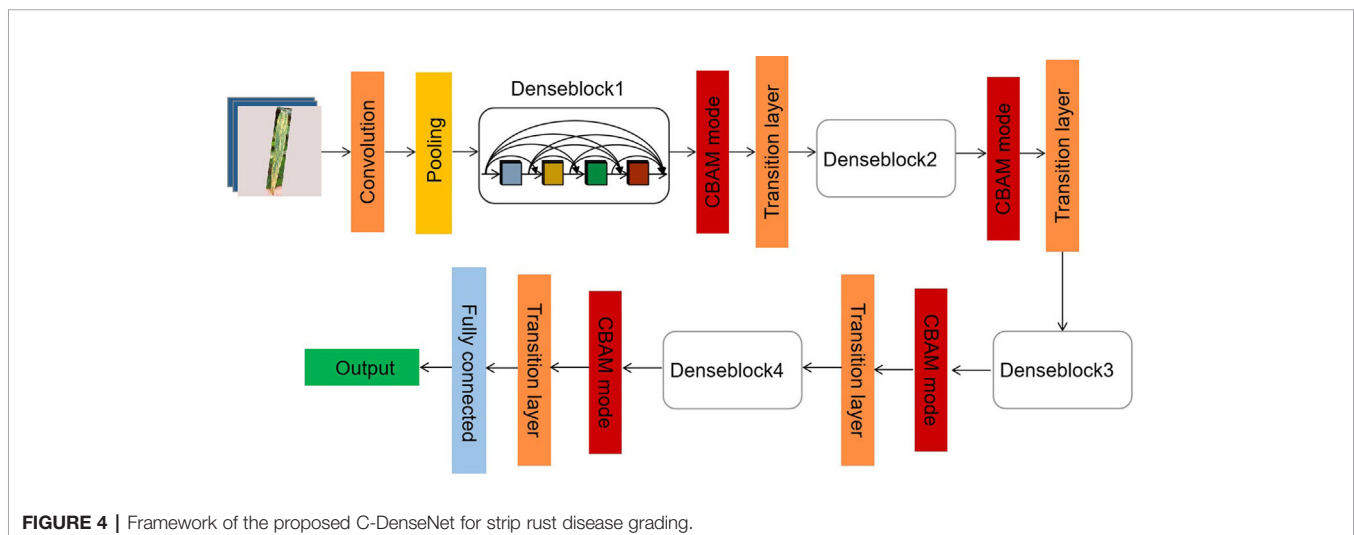 Convolution
Pooling
Denseblock1
CBAM mode
Transition layer
Denseblock2
CBAM mode
Transition layer
Denseblock3
CBAM mode
Transition layer
Denseblock4
CBAM mode
Transition layer
Fully connected
Output
FIGURE 4 | Framework of the proposed C-DenseNet for strip rust disease grading.